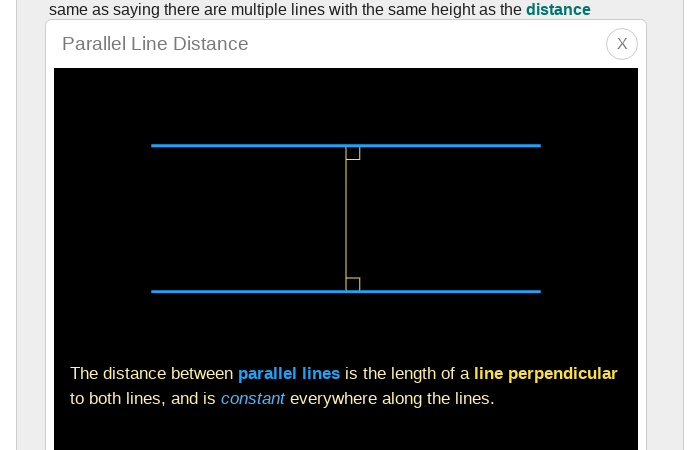 same as saying there are multiple lines with the same height as the distance
Parallel Line Distance
X
The distance between parallel lines is the length of a line perpendicular
to both lines, and is constant everywhere along the lines.